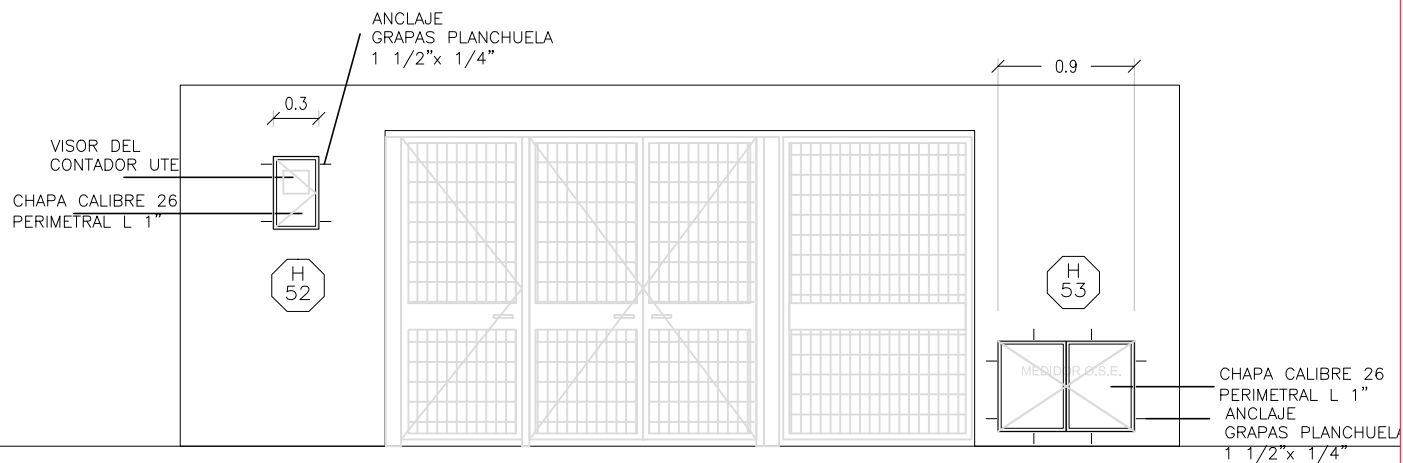 ANCLAJE
GRAPAS PLANCHUELA
1 1/2"x 1/4"
0.9
0.3
VISOR DEL
CONTADOR UTE
CHAPA CALIBRE 26
PERIMETRAL L 1"
H
52
H
53
MEDIDOR O.S.E.
CHAPA CALIBRE 26
PERIMETRAL L 1"
ANCLAJE
GRAPAS PLANCHUELA
1 1/2"x 1/4"